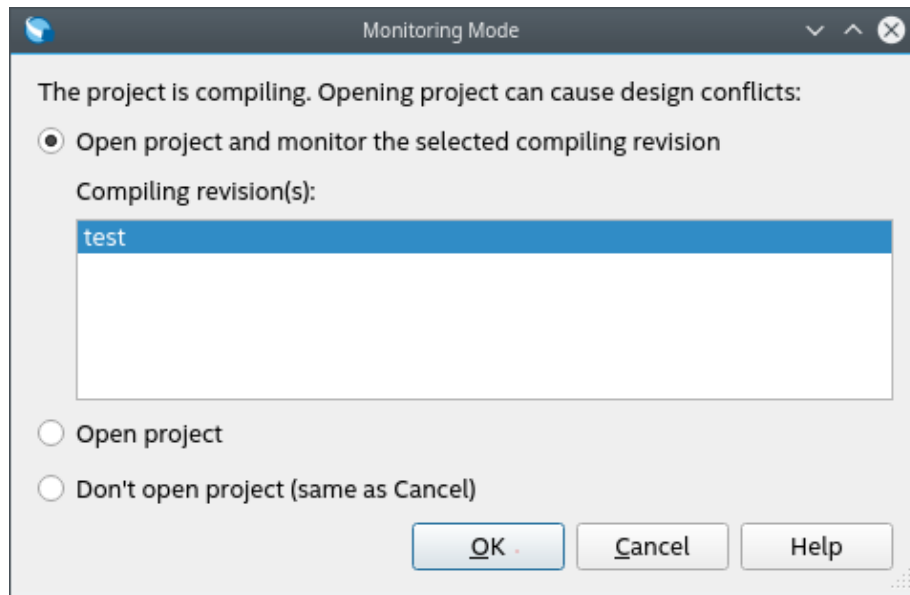 Monitoring Mode
The project is compiling. Opening project can cause design conflicts:
Open project and monitor the selected compiling revision
Compiling revision(s):
test
Open project
Don't open project (same as Cancel)
OK Cancel Help